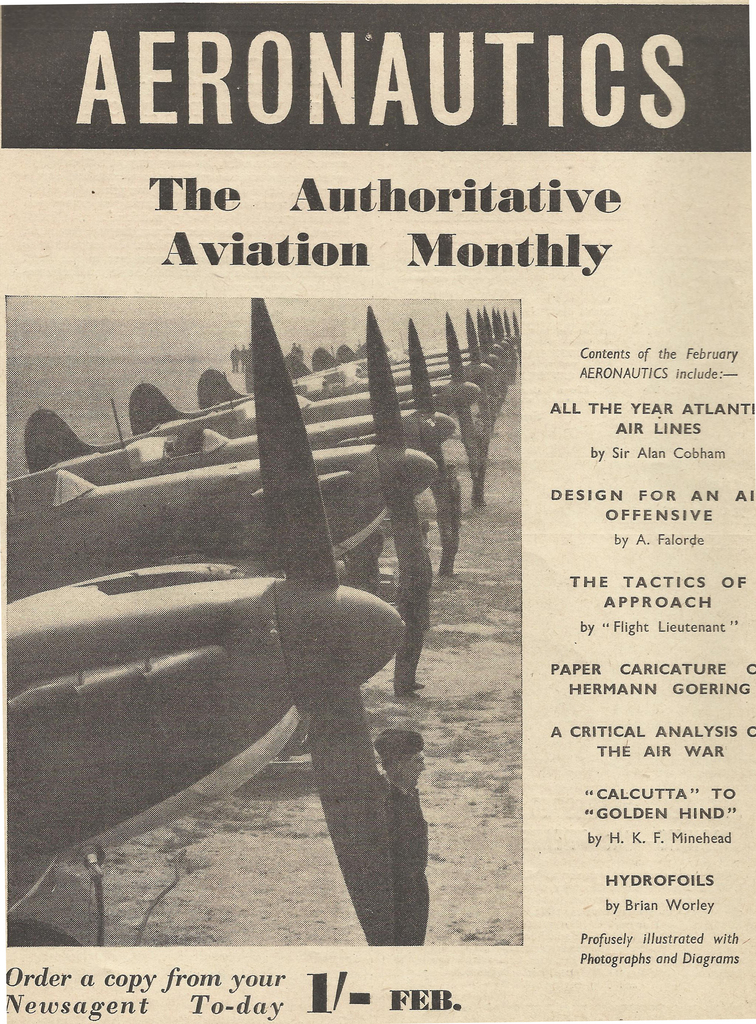 AERONAUTICS
The Authoritative
Aviation Monthly
Contents of the February
AERONAUTICS include:—
ALL THE YEAR ATLANTI
AIR LINES
by Sir Alan Cobham
DESIGN FOR AN AI
OFFENSIVE
by A. Falorde
THE TACTICS OF
APPROACH
by "Flight Lieutenant"
PAPER CARICATURE O
HERMANN GOERING
A CRITICAL ANALYSIS O
THE AIR WAR
"CALCUTTA" TO
"GOLDEN HIND"
by H. K. F. Minehead
HYDROFOILS
by Brian Worley
Profusely illustrated with
Photographs and Diagrams
Order a copy from your
Newsagent To-day
1/- FEB.